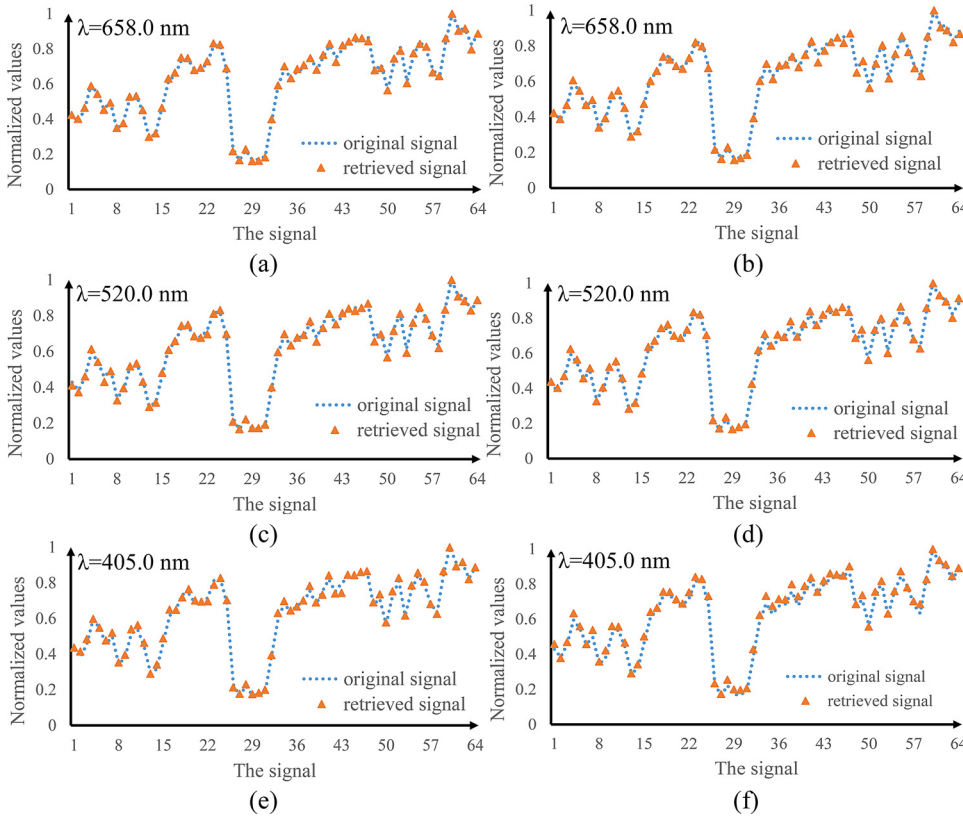 λ=658.0 nm
Normalized values
1
0.8
0.6
0.4
0.2
0
original signal
retrieved signal
1 8 15 22 29 36 43 50 57 64
The signal
(a)
λ=658.0 nm
Normalized values
1
0.8
0.6
0.4
0.2
0
original signal
retrieved signal
1 8 15 22 29 36 43 50 57 64
The signal
(b)
λ=520.0 nm
Normalized values
1
0.8
0.6
0.4
0.2
0
original signal
retrieved signal
1 8 15 22 29 36 43 50 57 64
The signal
(c)
λ=520.0 nm
Normalized values
1
0.8
0.6
0.4
0.2
0
original signal
retrieved signal
1 8 15 22 29 36 43 50 57 64
The signal
(d)
λ=405.0 nm
Normalized values
1
0.8
0.6
0.4
0.2
0
original signal
retrieved signal
1 8 15 22 29 36 43 50 57 64
The signal
(e)
λ=405.0 nm
Normalized values
1
0.8
0.6
0.4
0.2
0
original signal
retrieved signal
1 8 15 22 29 36 43 50 57 64
The signal
(f)